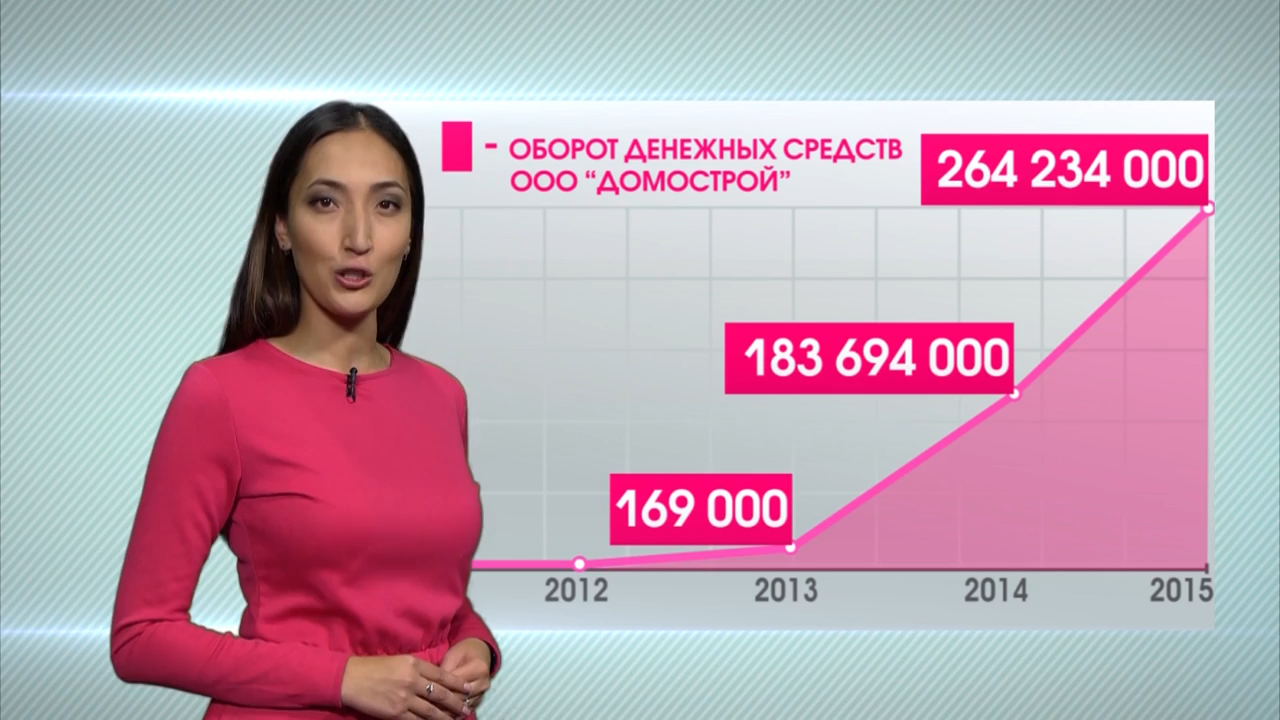 - ОБОРОТ ДЕНЕЖНЫХ СРЕДСТВ
ООО “ДОМОСТРОЙ”
264 234 000
183 694 000
169 000
2012 2013 2014 2015